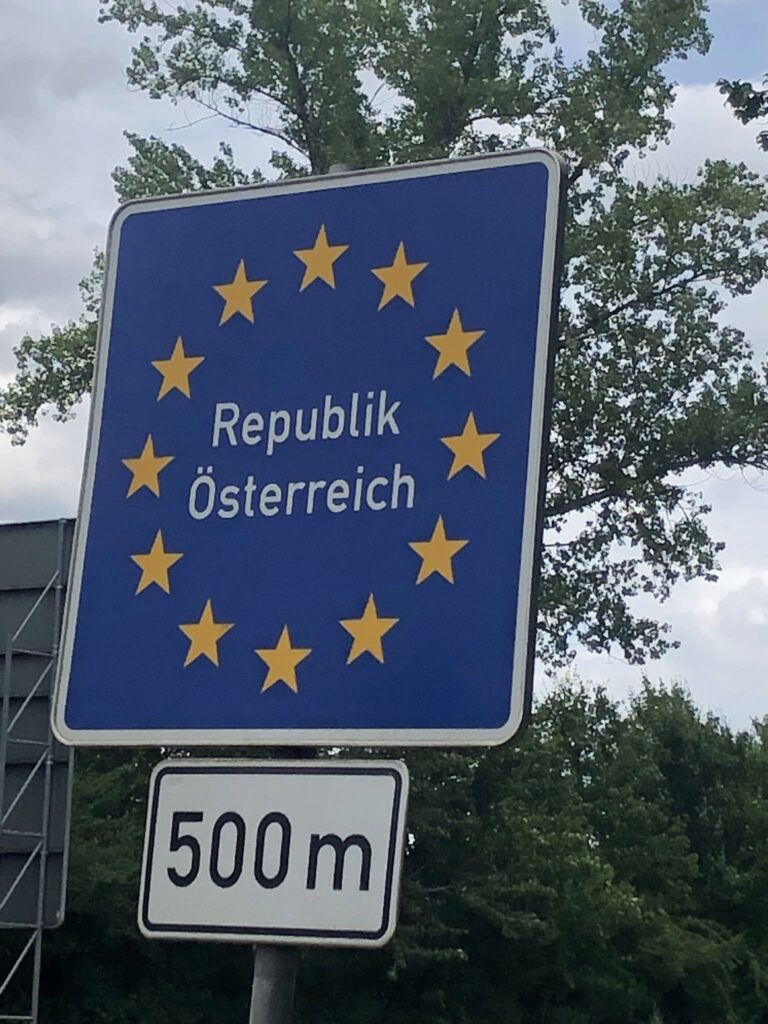 Republik
Österreich
500 m